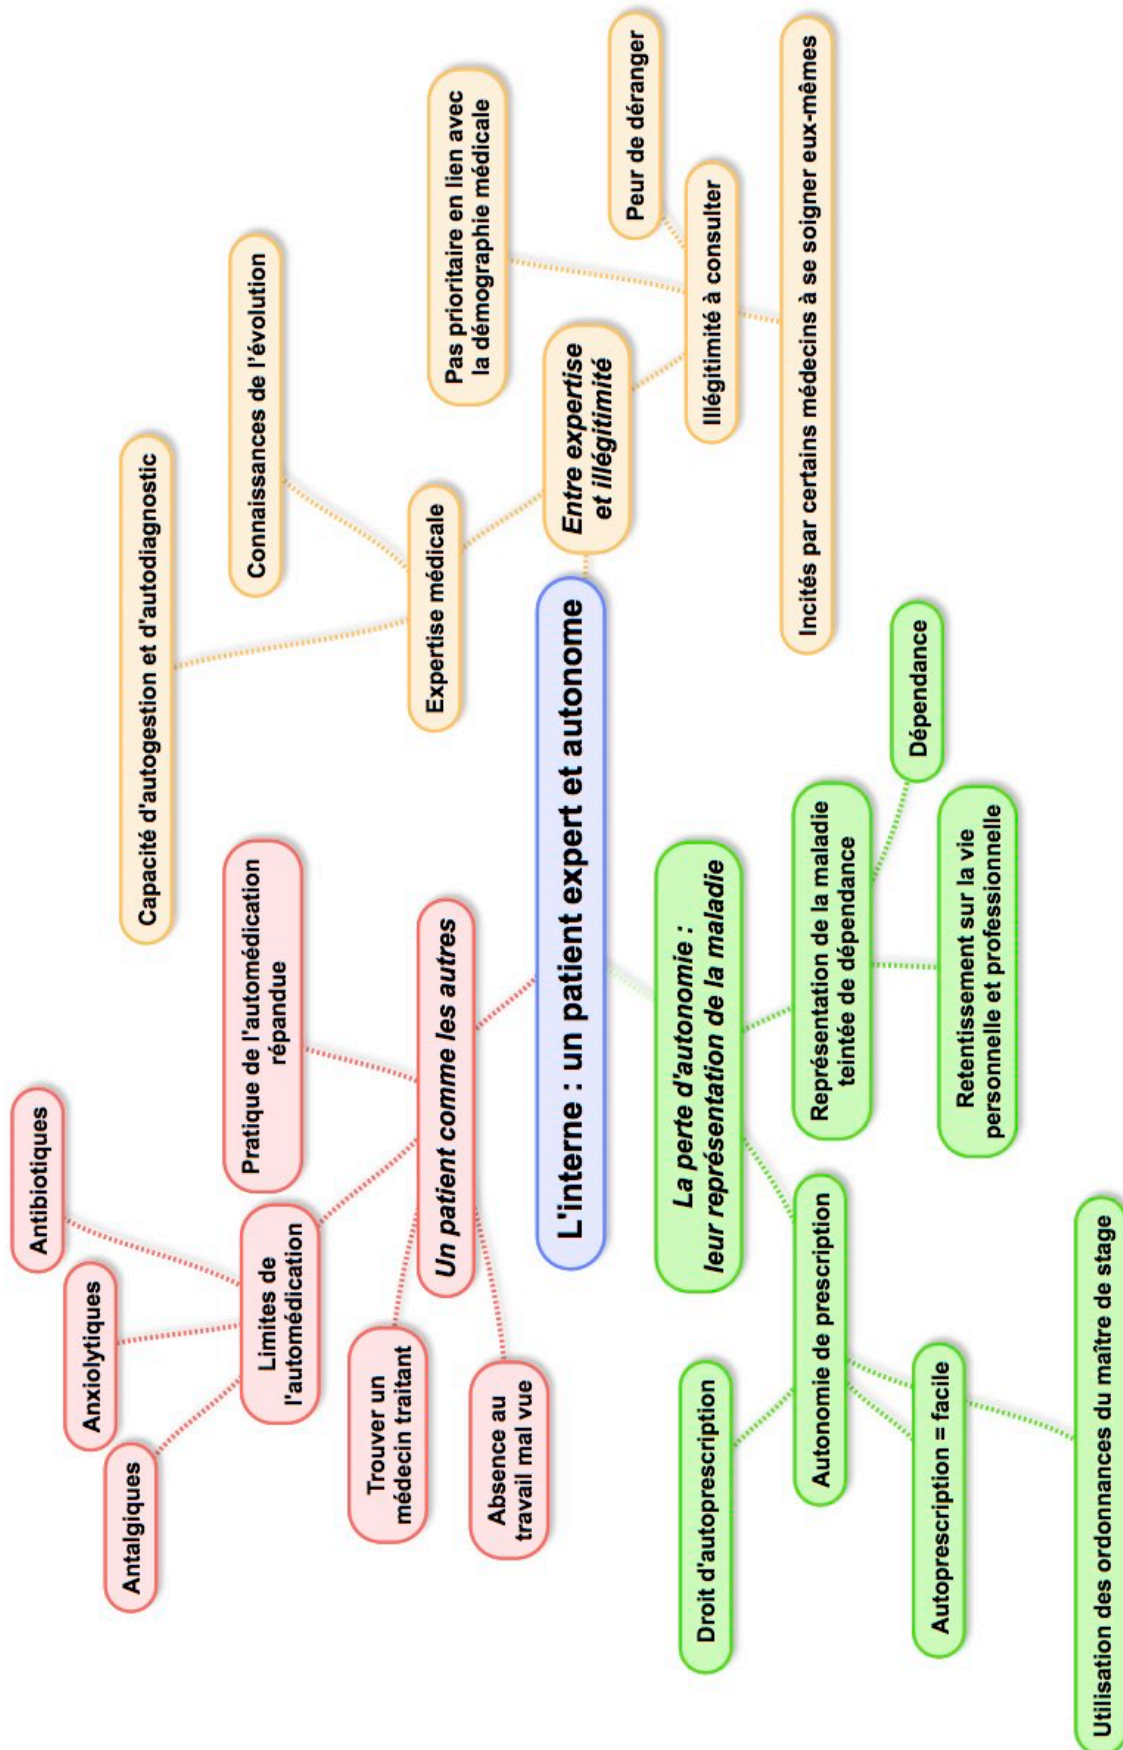 L'interne : un patient expert et autonome
Un patient comme les autres
Pratique de l'automédication
répandue
Limites de
l'automédication
Antibiotiques
Anxiolytiques
Antalgiques
Trouver un
médecin traitant
Absence au
travail mal vue
Entre expertise
et illégitimité
Expertise médicale
Capacité d'autogestion et d'autodiagnostic
Connaissances de l'évolution
Illégitimité à consulter
Pas prioritaire en lien avec
la démographie médicale
Peur de déranger
Incités par certains médecins à se soigner eux-mêmes
La perte d'autonomie :
leur représentation de la maladie
Autonomie de prescription
Droit d'autoprescription
Autoprescription = facile
Utilisation des ordonnances du maître de stage
Représentation de la maladie
teintée de dépendance
Dépendance
Retentissement sur la vie
personnelle et professionnelle